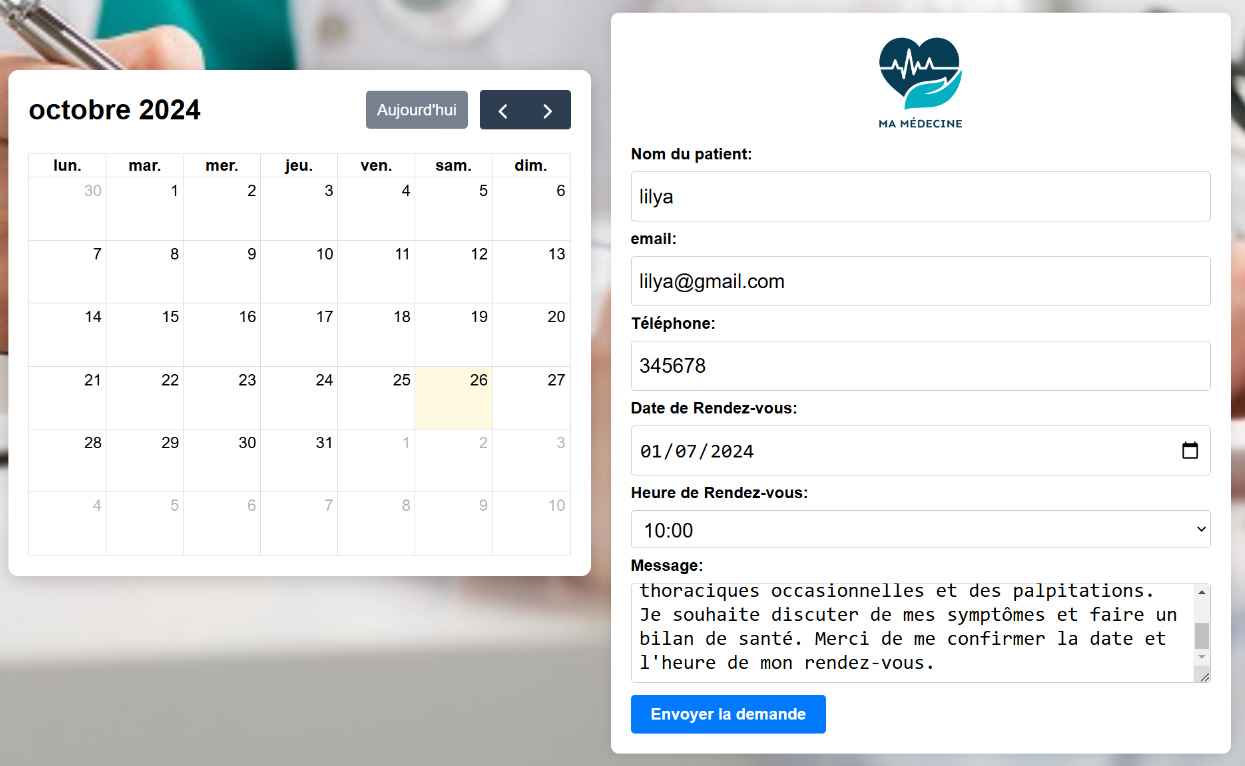 octobre 2024
Aujourd'hui
lun. mar. mer. jeu. ven. sam. dim.
30 1 2 3 4 5 6
7 8 9 10 11 12 13
14 15 16 17 18 19 20
21 22 23 24 25 26 27
28 29 30 31 1 2 3
4 5 6 7 8 9 10
MA MÉDECINE
Nom du patient:
lilya
email:
lilya@gmail.com
Téléphone:
345678
Date de Rendez-vous:
01/07/2024
Heure de Rendez-vous:
10:00
Message:
thoraciques occasionnelles et des palpitations.
Je souhaite discuter de mes symptômes et faire un
bilan de santé. Merci de me confirmer la date et
l'heure de mon rendez-vous.
Envoyer la demande